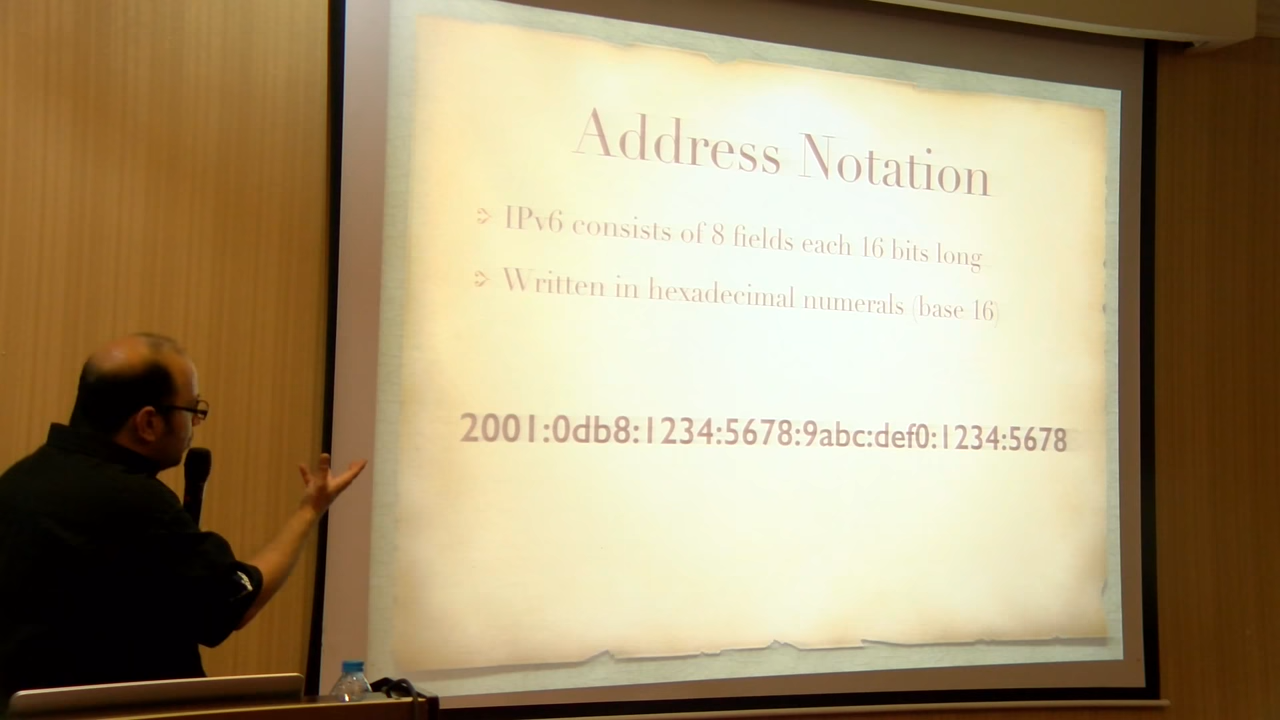 Address Notation
IPv6 consists of 8 fields each 16 bits long
Written in hexadecimal numerals (base 16)
2001:0db8:1234:5678:9abc:def0:1234:5678